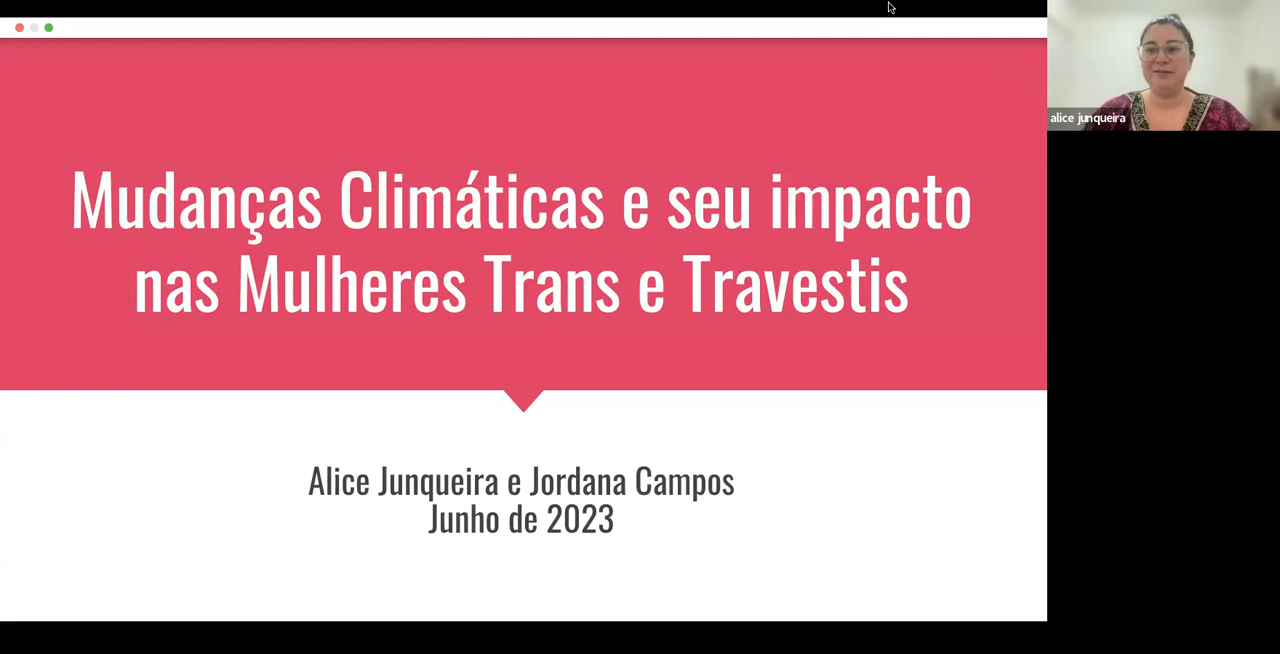 Mudanças Climáticas e seu impacto
nas Mulheres Trans e Travestis
Alice Junqueira e Jordana Campos
Junho de 2023
alice junqueira